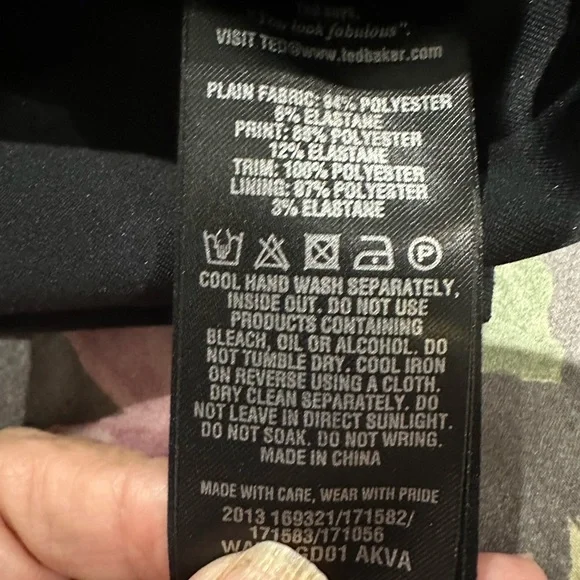 "You look fabulous".
VISIT TED@www.tedbaker.com
PLAIN FABRIC: 94% POLYESTER
6% ELASTANE
PRINT: 88% POLYESTER
12% ELASTANE
TRIM: 100% POLYESTER
LINING: 97% POLYESTER
3% ELASTANE
P
COOL HAND WASH SEPARATELY,
INSIDE OUT. DO NOT USE
PRODUCTS CONTAINING
BLEACH, OIL OR ALCOHOL. DO
NOT TUMBLE DRY. COOL IRON
ON REVERSE USING A CLOTH.
DRY CLEAN SEPARATELY. DO
NOT LEAVE IN DIRECT SUNLIGHT.
DO NOT SOAK. DO NOT WRING.
MADE IN CHINA
MADE WITH CARE, WEAR WITH PRIDE
2013 169321/171582/
171583/171056
AKVA